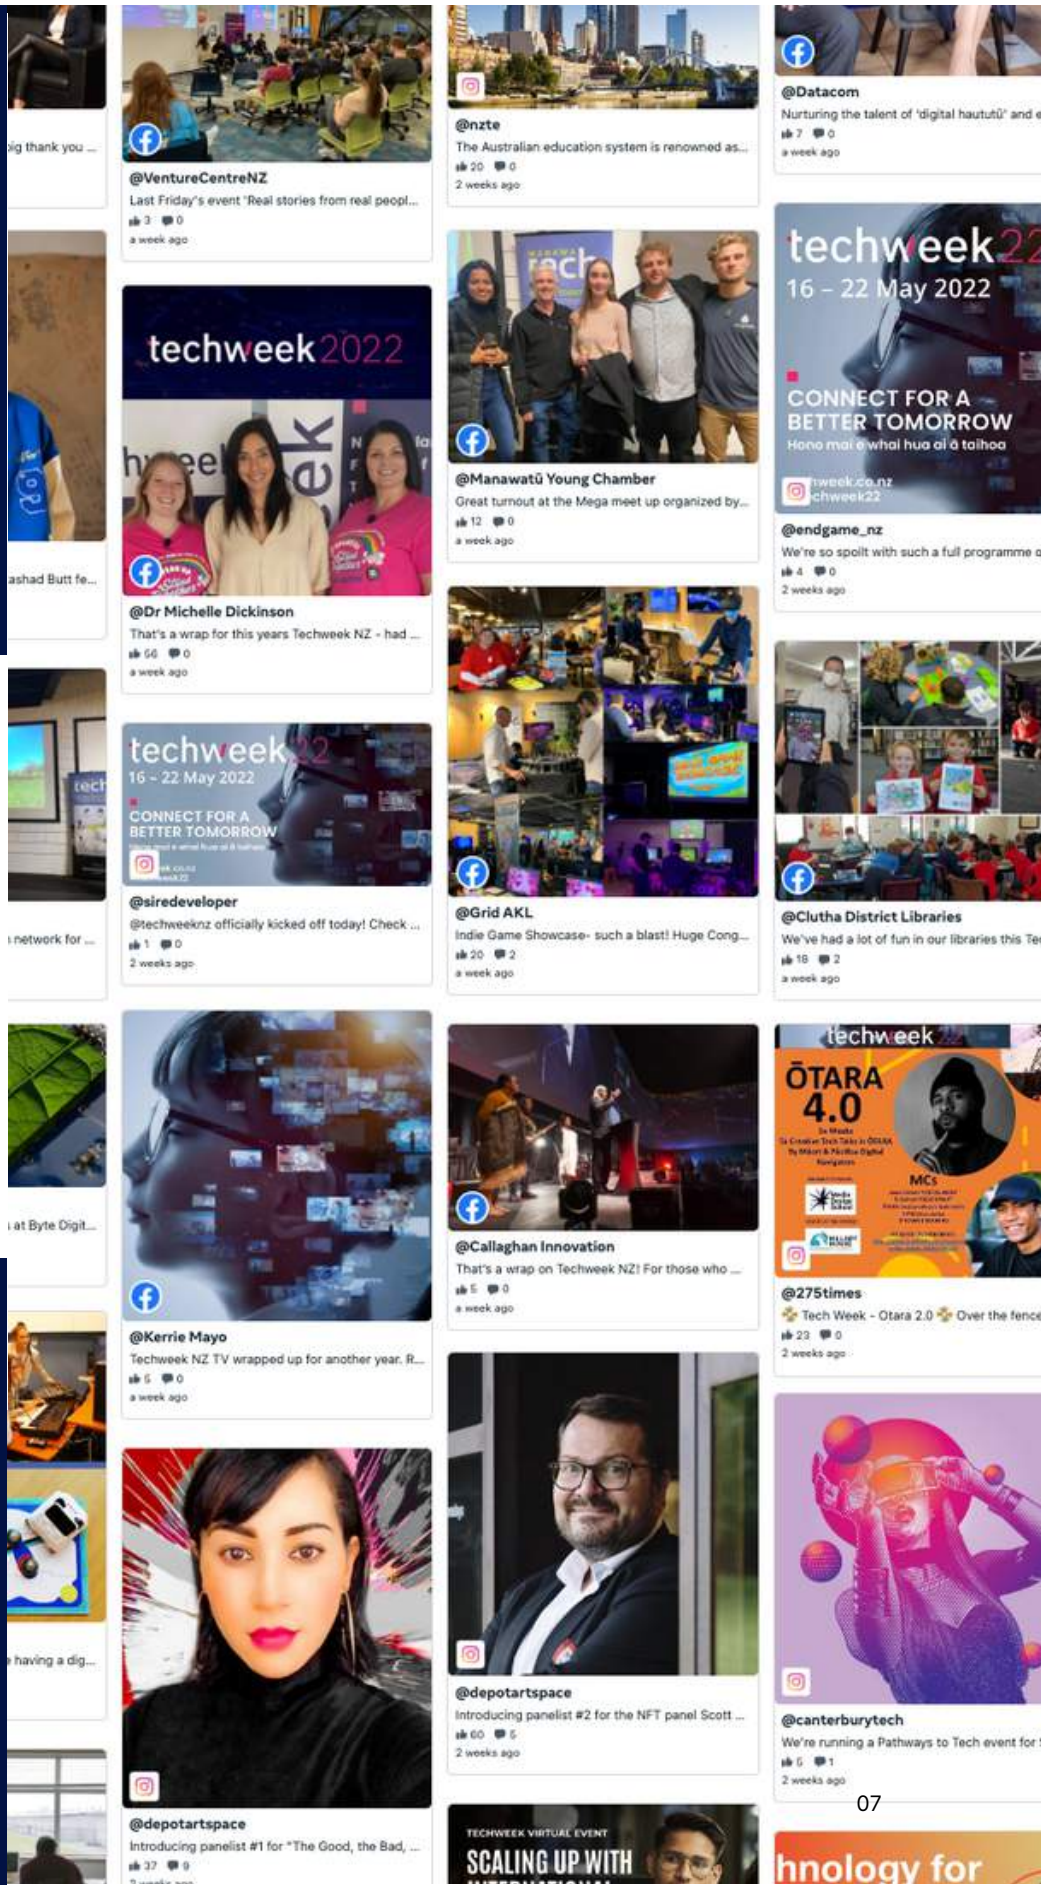 ig thank you ...
ashad Butt fe...
tech
network for ...
at Byte Digit...
having a dig...
@VentureCentreNZ
Last Friday's event 'Real stories from real peopl...
3 0
a week ago
techweek2022
@Dr Michelle Dickinson
That's a wrap for this years Techweek NZ - had ...
56 0
a week ago
techweek22
16 - 22 May 2022
CONNECT FOR A
BETTER TOMORROW
@siredeveloper
@techweeknz officially kicked off today! Check ...
1 0
2 weeks ago
@Kerrie Mayo
Techweek NZ TV wrapped up for another year. R...
5 0
a week ago
@depotartspace
Introducing panelist #1 for "The Good, the Bad, ...
37 9
2 weeks ago
@nzte
The Australian education system is renowned as...
20 0
2 weeks ago
tech
@Manawatū Young Chamber
Great turnout at the Mega meet up organized by...
12 0
a week ago
@Grid AKL
Indie Game Showcase- such a blast! Huge Cong...
20 2
a week ago
@Callaghan Innovation
That's a wrap on Techweek NZ! For those who ...
5 0
a week ago
@depotartspace
Introducing panelist #2 for the NFT panel Scott ...
60 5
2 weeks ago
TECHWEEK VIRTUAL EVENT
SCALING UP WITH
INTERNATIONAL
@Datacom
Nurturing the talent of 'digital haututū' and e
7 0
a week ago
techweek22
16 – 22 May 2022
CONNECT FOR A
BETTER TOMORROW
Hono mai e whai hua ai ā taihoa
week.co.nz
chweek22
@endgame_nz
We're so spoilt with such a full programme o
4 0
2 weeks ago
@Clutha District Libraries
We've had a lot of fun in our libraries this Te
18 2
a week ago
techweek22
ŌTARA
4.0
MCs
@275times
Tech Week - Otara 2.0 Over the fence
23 0
2 weeks ago
@canterburytech
We're running a Pathways to Tech event for
5 1
2 weeks ago
07
hnology for